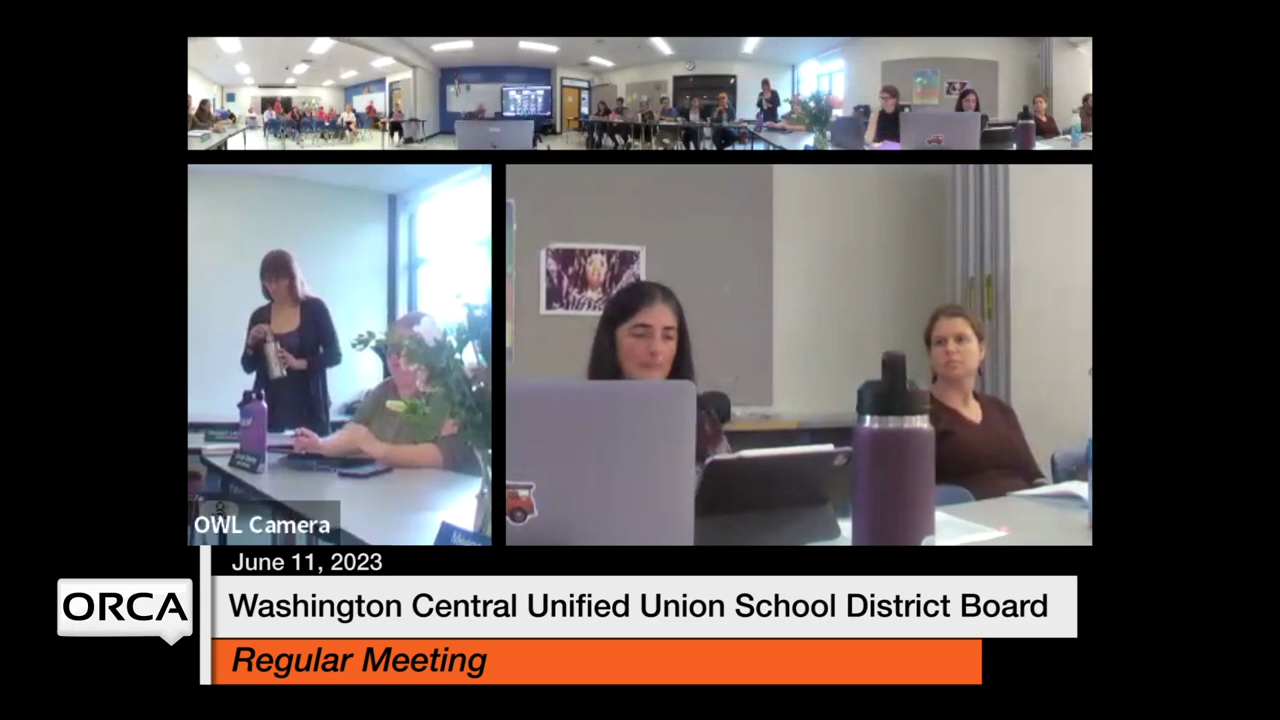 OWL Camera
June 11, 2023
ORCA
Washington Central Unified Union School District Board
Regular Meeting